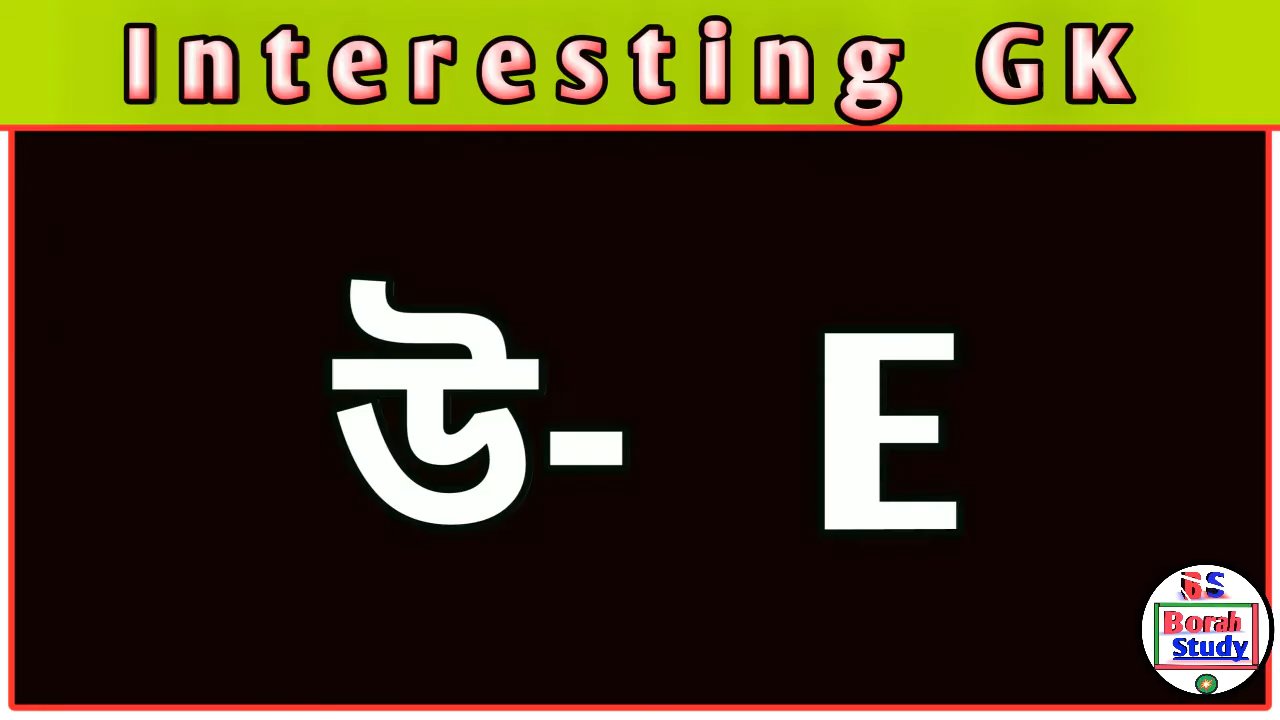 Interesting GK
উ- E
BS
Borah
Study